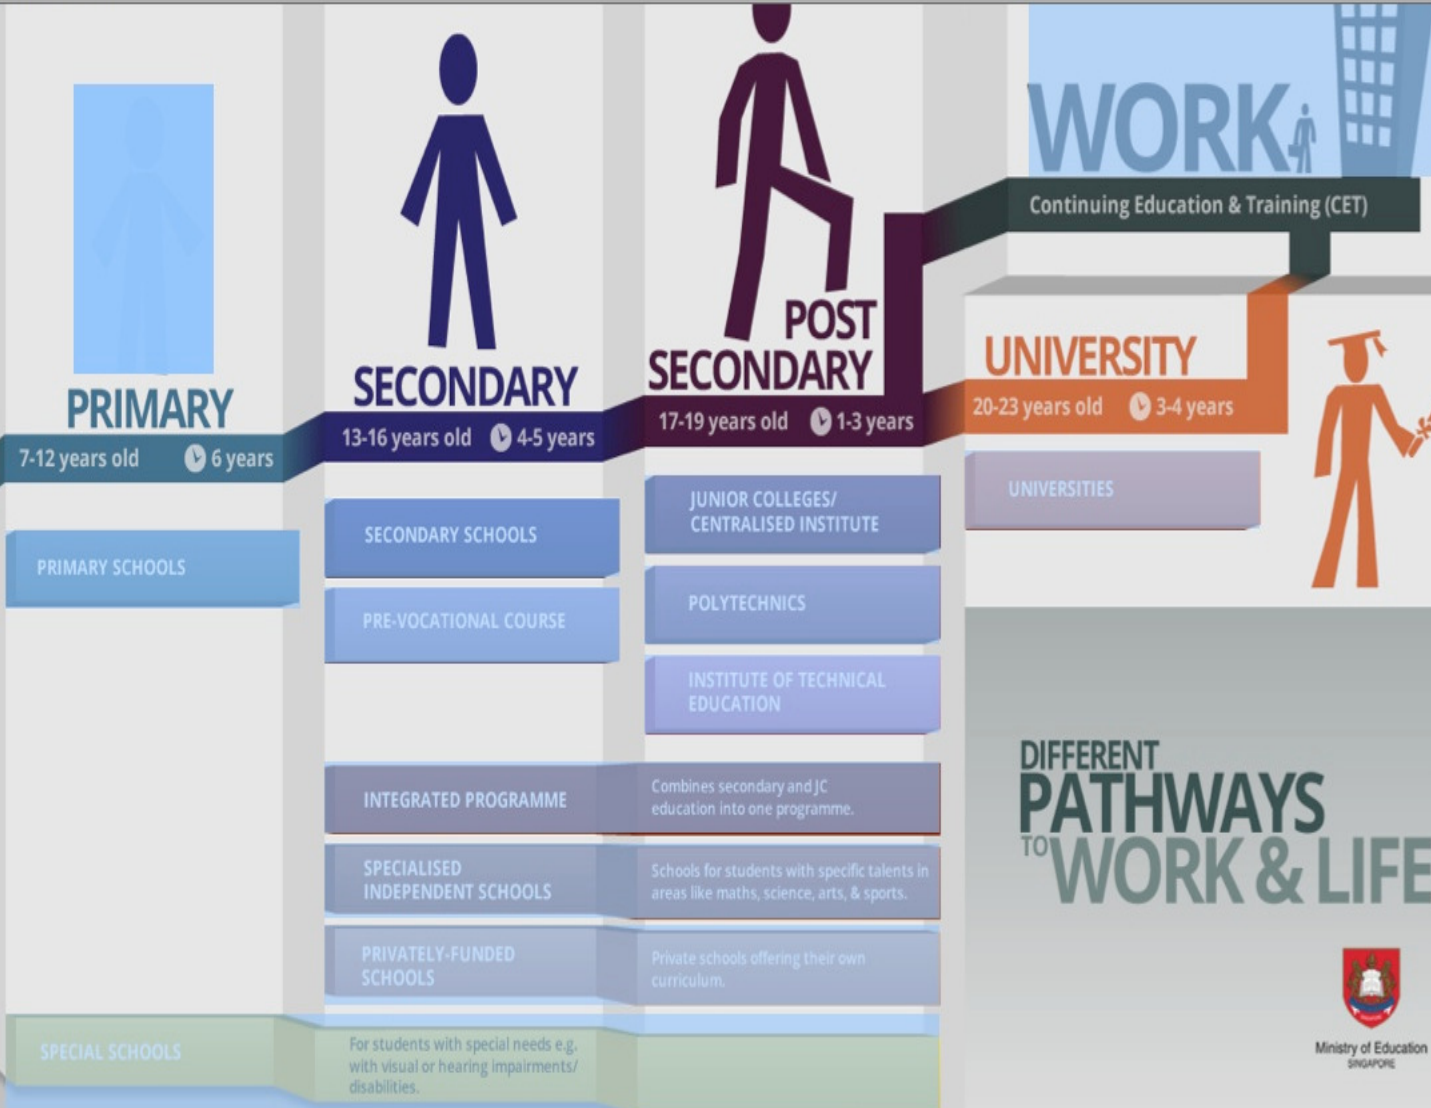 PRIMARY
7-12 years old 6 years
PRIMARY SCHOOLS
SECONDARY
13-16 years old 4-5 years
SECONDARY SCHOOLS
PRE-VOCATIONAL COURSE
POST
SECONDARY
17-19 years old 1-3 years
JUNIOR COLLEGES/
CENTRALISED INSTITUTE
POLYTECHNICS
INSTITUTE OF TECHNICAL
EDUCATION
INTEGRATED PROGRAMME
Combines secondary and JC
education into one programme.
SPECIALISED
INDEPENDENT SCHOOLS
Schools for students with specific talents in
areas like maths, science, arts, & sports.
PRIVATELY-FUNDED
SCHOOLS
Private schools offering their own
curriculum.
SPECIAL SCHOOLS
For students with special needs e.g.
with visual or hearing impairments/
disabilities.
WORK
Continuing Education & Training (CET)
UNIVERSITY
20-23 years old 3-4 years
UNIVERSITIES
DIFFERENT
PATHWAYS
TO WORK & LIFE
Ministry of Education
SINGAPORE